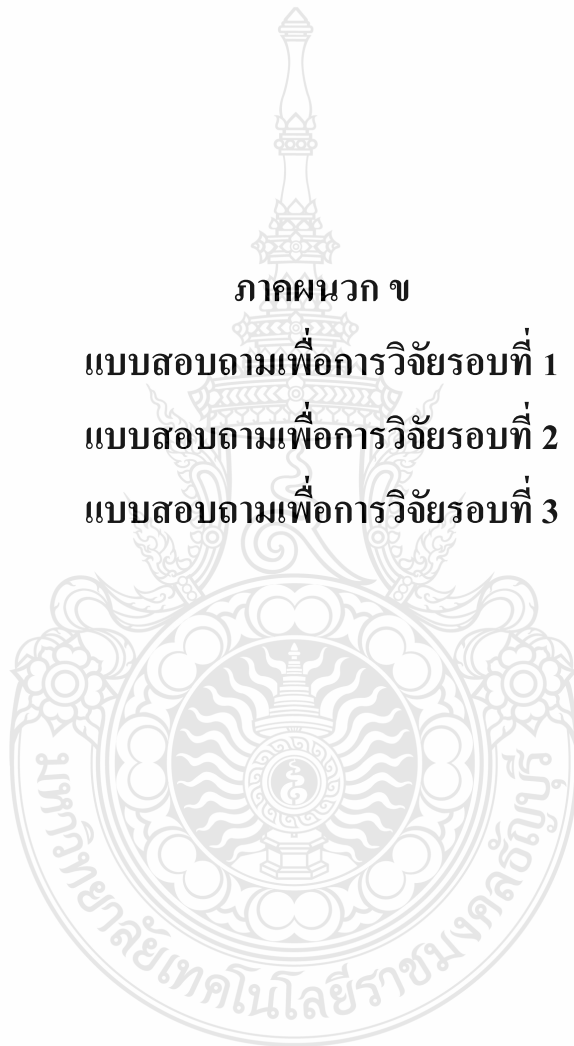 ภาคผนวก ข
แบบสอบถามเพื่อการวิจัยรอบที่ 1
แบบสอบถามเพื่อการวิจัยรอบที่ 2
แบบสอบถามเพื่อการวิจัยรอบที่ 3
มหาวิทยาลัยเทคโนโลยีราชมงคลธัญบุรี